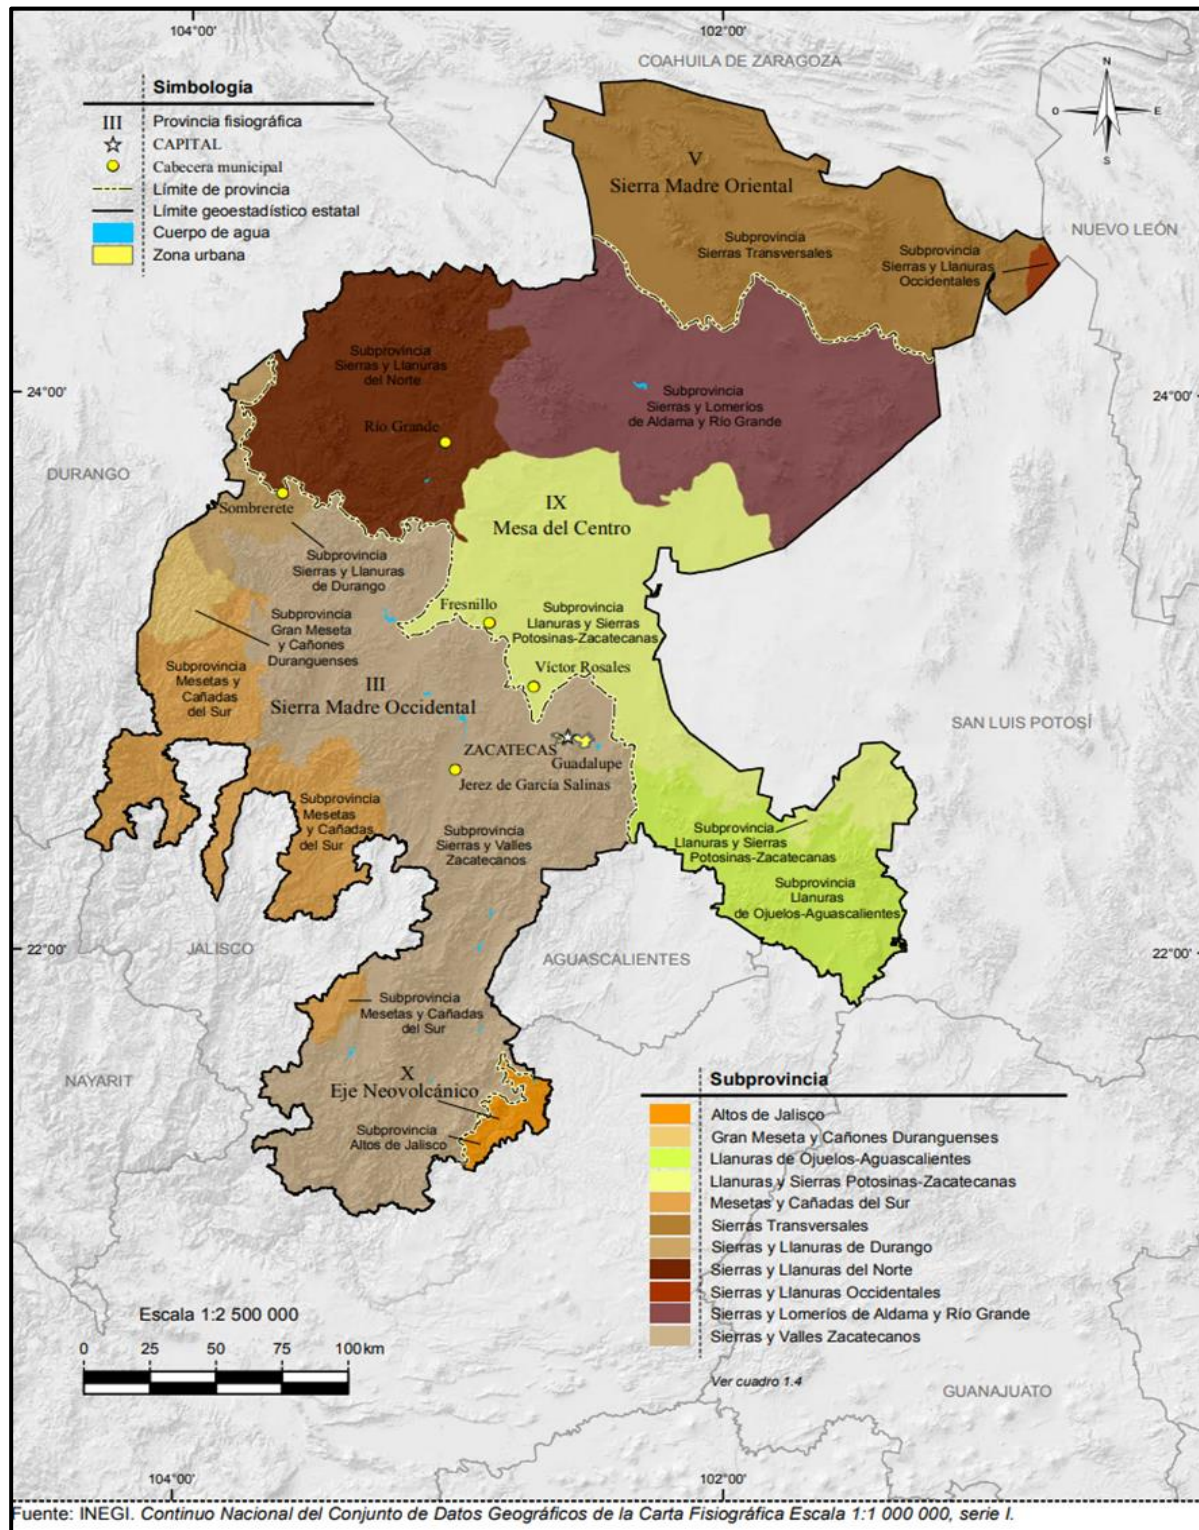 104°00'
102°00'
COAHUILA DE ZARAGOZA
Simbología
III Provincia fisiográfica
CAPITAL
Cabecera municipal
Límite de provincia
Límite geoestadístico estatal
Cuerpo de agua
Zona urbana
N
O
E
S
V
Sierra Madre Oriental
NUEVO LEÓN
Subprovincia
Sierras Transversales
Subprovincia
Sierras y Llanuras
Occidentales
Subprovincia
Sierras y Llanuras
del Norte
24°00'
24°00'
Subprovincia
Sierras y Lomeríos
de Aldama y Río Grande
Río Grande
DURANGO
Sombrerete
IX
Mesa del Centro
Subprovincia
Sierras y Llanuras
de Durango
Fresnillo
Subprovincia
Llanuras y Sierras
Potosinas-Zacatecanas
Subprovincia
Gran Meseta
y Cañones
Duranguenses
Subprovincia
Mesetas y
Cañadas
del Sur
Víctor Rosales
III
Sierra Madre Occidental
SAN LUIS POTOSÍ
ZACATECAS
Guadalupe
Jerez de García Salinas
Subprovincia
Mesetas
y Cañadas
del Sur
Subprovincia
Sierras y Valles
Zacatecanos
Subprovincia
Llanuras y Sierras
Potosinas-Zacatecanas
Subprovincia
Llanuras
de Ojuelos-Aguascalientes
22°00'
22°00'
JALISCO
AGUASCALIENTES
Subprovincia
Mesetas y Cañadas
del Sur
NAYARIT
X
Eje Neovolcánico
Subprovincia
Altos de Jalisco
Subprovincia
Altos de Jalisco
Gran Meseta y Cañones Duranguenses
Llanuras de Ojuelos-Aguascalientes
Llanuras y Sierras Potosinas-Zacatecanas
Mesetas y Cañadas del Sur
Sierras Transversales
Sierras y Llanuras de Durango
Sierras y Llanuras del Norte
Sierras y Llanuras Occidentales
Sierras y Lomeríos de Aldama y Río Grande
Sierras y Valles Zacatecanos
Ver cuadro 1.4
Escala 1:2 500 000
0 25 50 75 100 km
GUANAJUATO
104°00'
102°00'
Fuente: INEGI. Continuo Nacional del Conjunto de Datos Geográficos de la Carta Fisiográfica Escala 1:1 000 000, serie I.